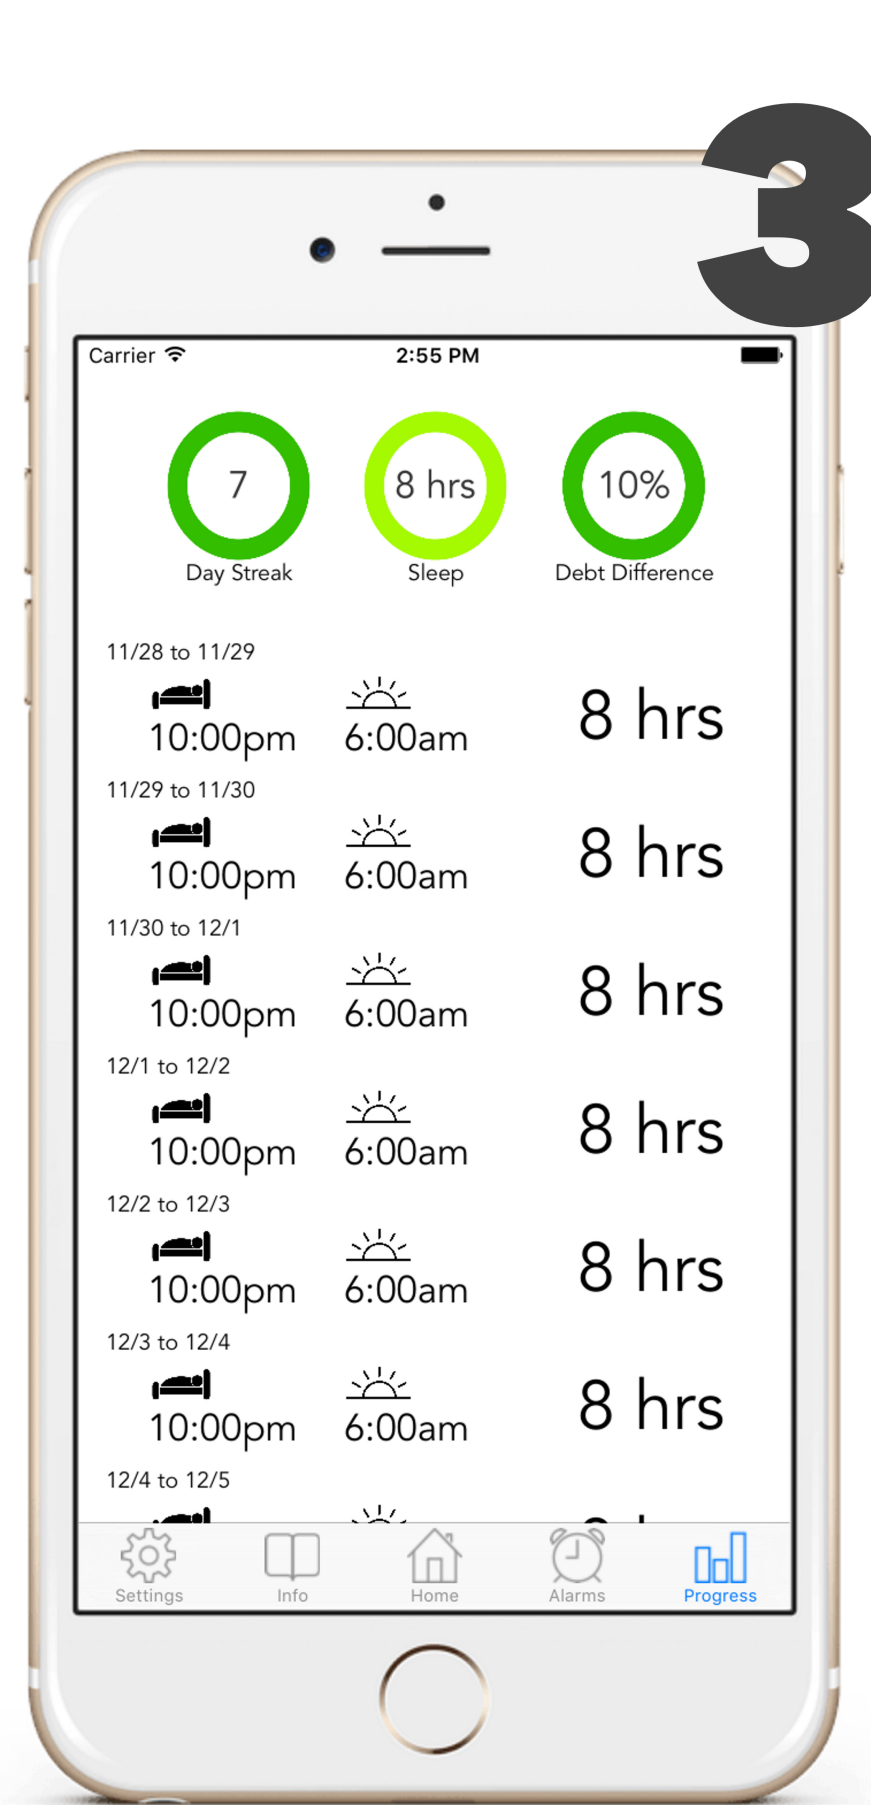 3
Carrier 2:55 PM
7 8 hrs 10%
Day Streak Sleep Debt Difference
11/28 to 11/29
10:00pm 6:00am 8 hrs
11/29 to 11/30
10:00pm 6:00am 8 hrs
11/30 to 12/1
10:00pm 6:00am 8 hrs
12/1 to 12/2
10:00pm 6:00am 8 hrs
12/2 to 12/3
10:00pm 6:00am 8 hrs
12/3 to 12/4
10:00pm 6:00am 8 hrs
12/4 to 12/5
Settings Info Home Alarms Progress